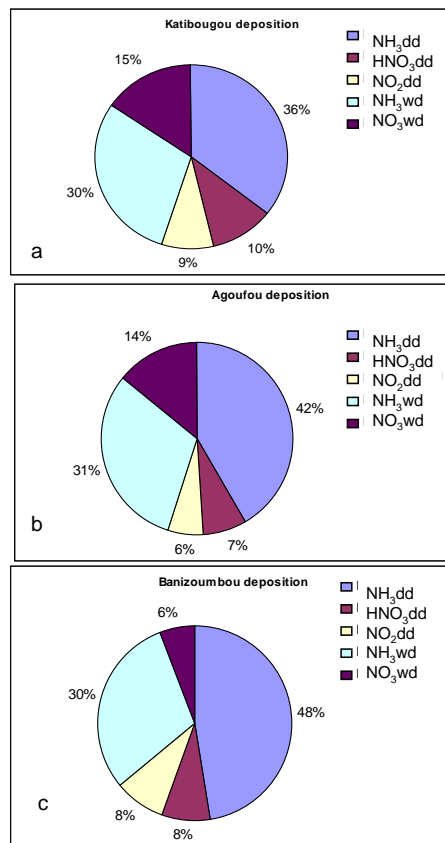 Katibougou deposition
NH₃dd
HNO₃dd
NO₂dd
NH₃wd
NO₃wd
15%
36%
30%
10%
9%
a
Agoufou deposition
NH₃dd
HNO₃dd
NO₂dd
NH₃wd
NO₃wd
14%
42%
31%
7%
6%
b
Banizoumbou deposition
NH₃dd
HNO₃dd
NO₂dd
NH₃wd
NO₃wd
6%
30%
48%
8%
8%
c